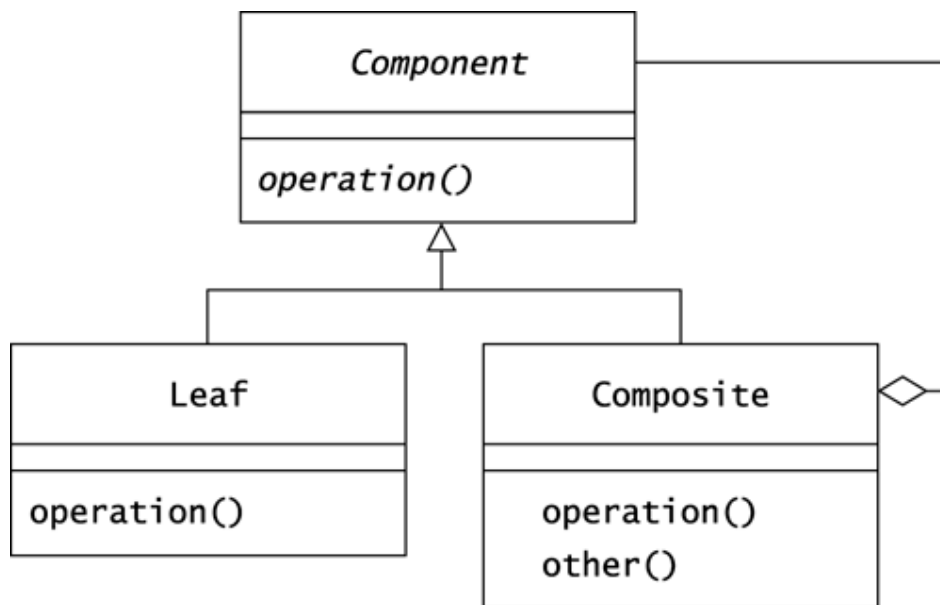 Component
operation()
Leaf
operation()
Composite
operation()
other()